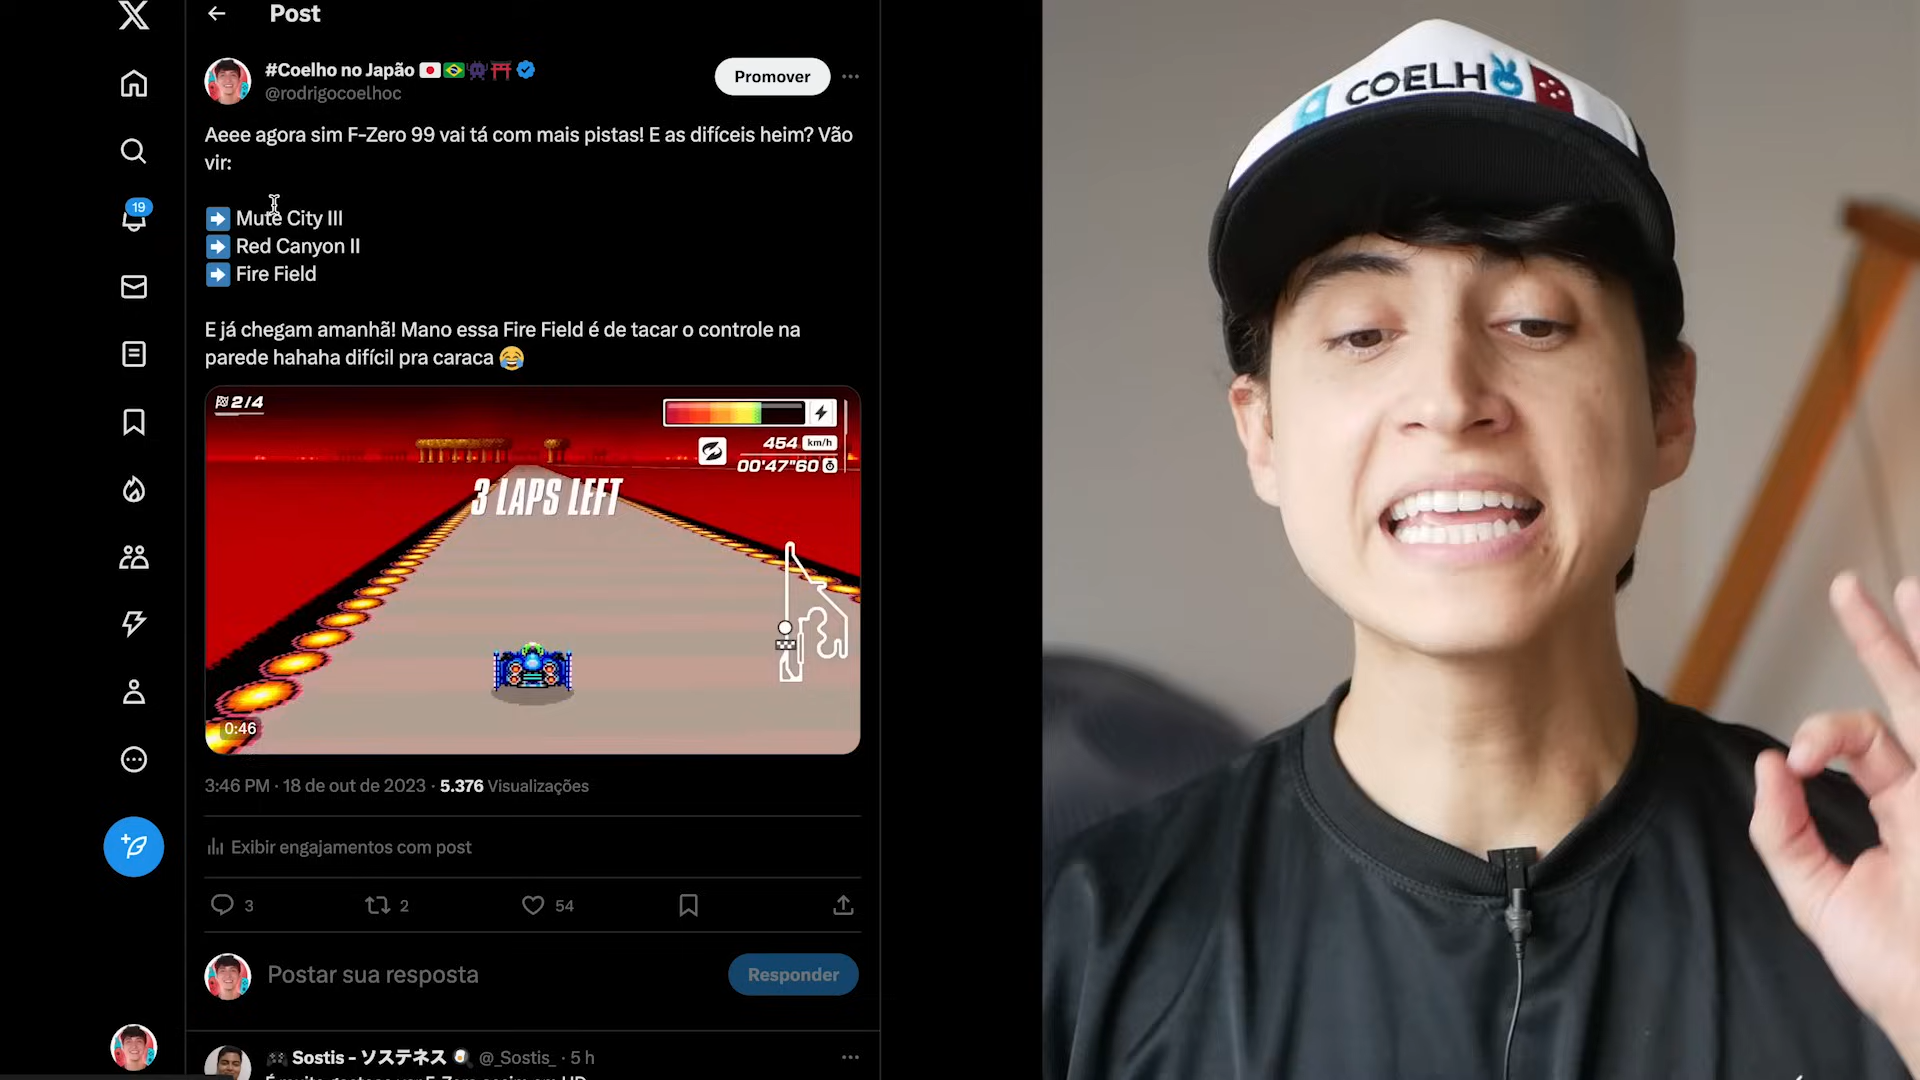 Post
#Coelho no Japão
@rodrigocoelhoc
Promover
Aeee agora sim F-Zero 99 vai tá com mais pistas! E as difíceis heim? Vão
vir:
19
Mute City III
Red Canyon II
Fire Field
E já chegam amanhã! Mano essa Fire Field é de tacar o controle na
parede hahaha difícil pra caraca
2/4
454 km/h
00'47"60
3 LAPS LEFT
0:46
3:46 PM · 18 de out de 2023 · 5.376 Visualizações
Exibir engajamentos com post
3 2 54
Postar sua resposta
Responder
Sostis - ソステネス @_Sostis_ · 5 h
COELHO